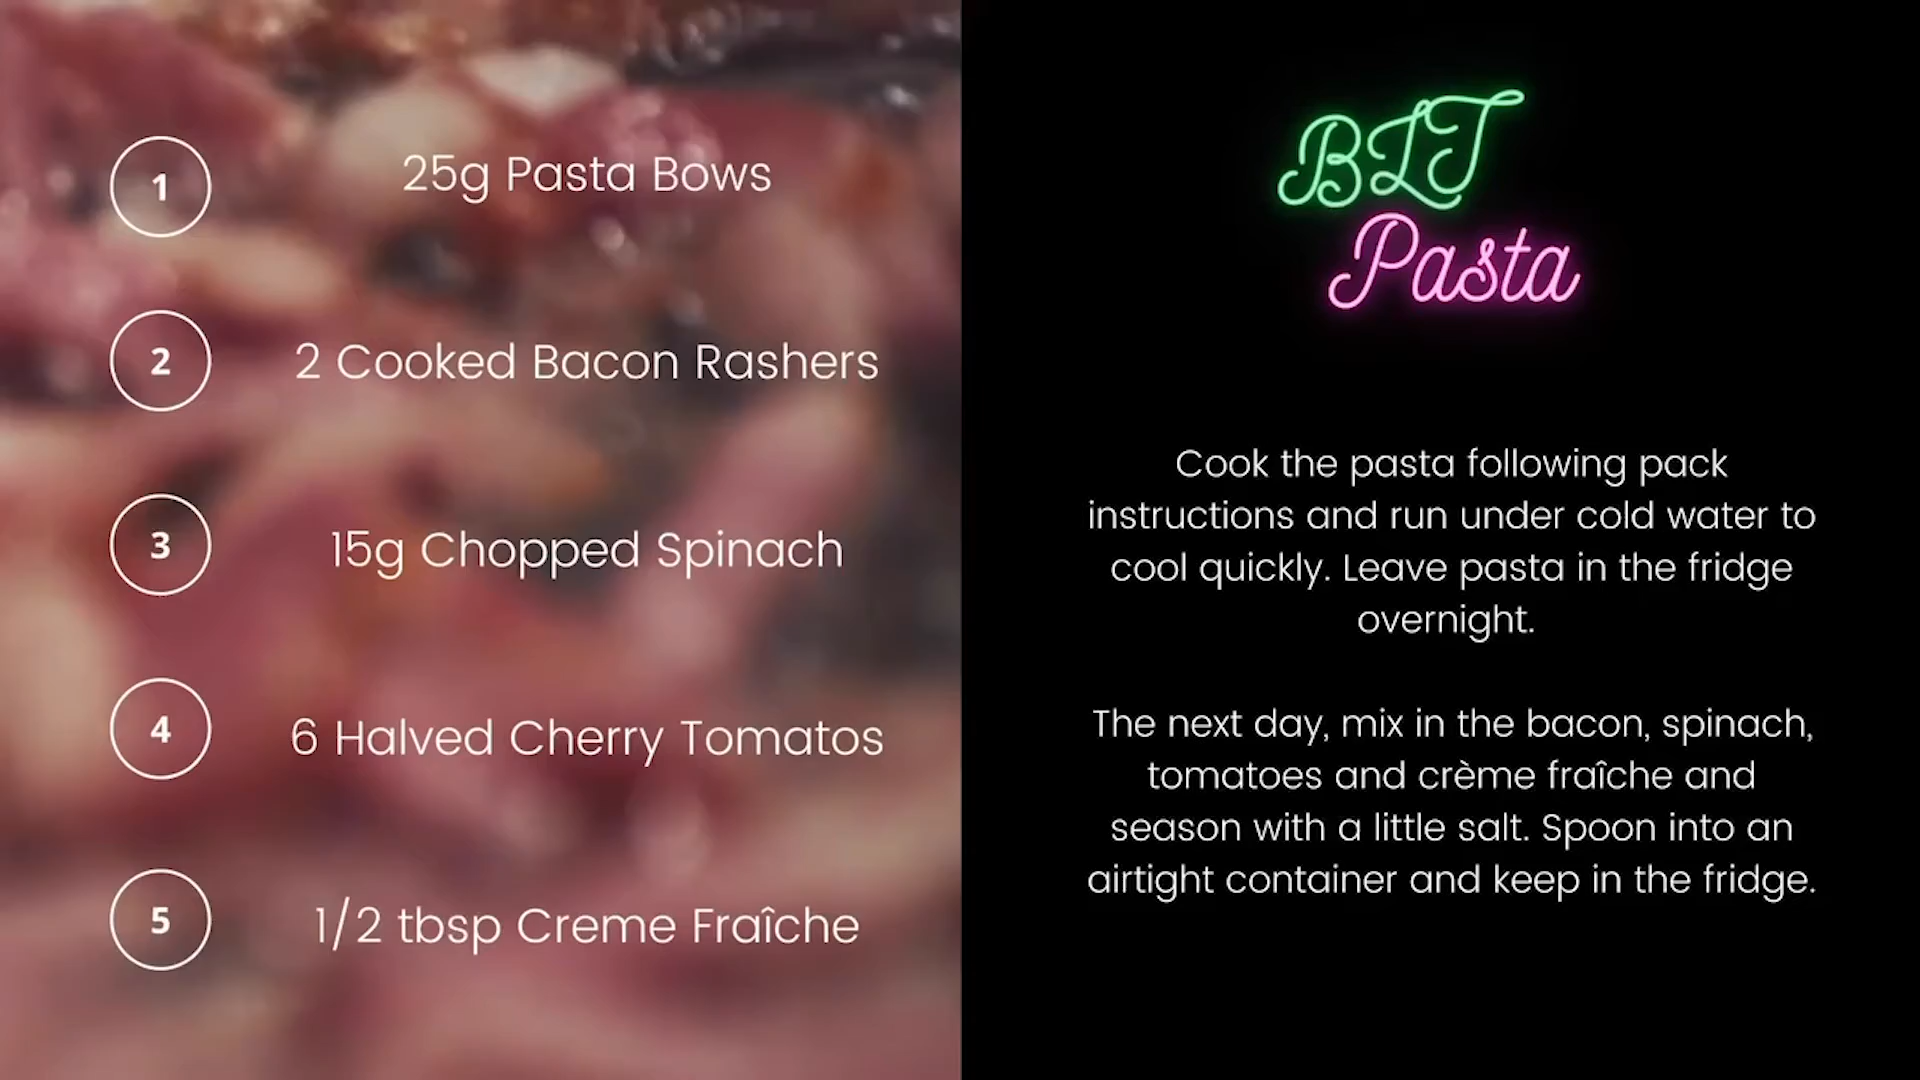 1
25g Pasta Bows
2
2 Cooked Bacon Rashers
3
15g Chopped Spinach
4
6 Halved Cherry Tomatos
5
1/2 tbsp Creme Fraîche
BLT
Pasta
Cook the pasta following pack
instructions and run under cold water to
cool quickly. Leave pasta in the fridge
overnight.
The next day, mix in the bacon, spinach,
tomatoes and crème fraîche and
season with a little salt. Spoon into an
airtight container and keep in the fridge.